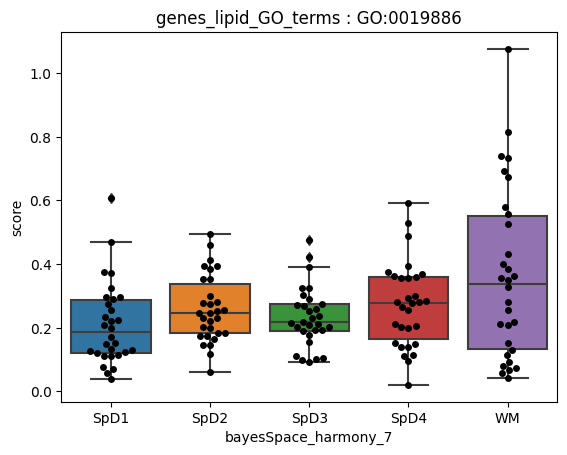 genes_lipid_GO_terms : GO:0019886
1.0
0.8
0.6
0.4
0.2
0.0
score
SpD1 SpD2 SpD3 SpD4 WM
bayesSpace_harmony_7